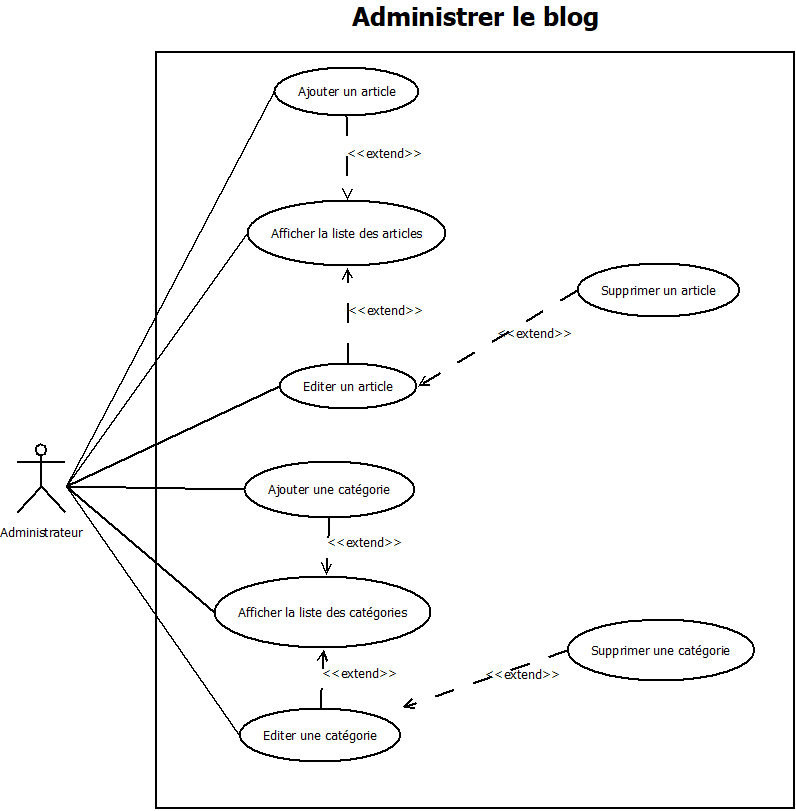 Administrer le blog
Ajouter un article
<<extend>>
Afficher la liste des articles
<<extend>>
Supprimer un article
<<extend>>
Editer un article
Ajouter une catégorie
Administrateur
<<extend>>
Afficher la liste des catégories
Supprimer une catégorie
<<extend>>
<<extend>>
Editer une catégorie